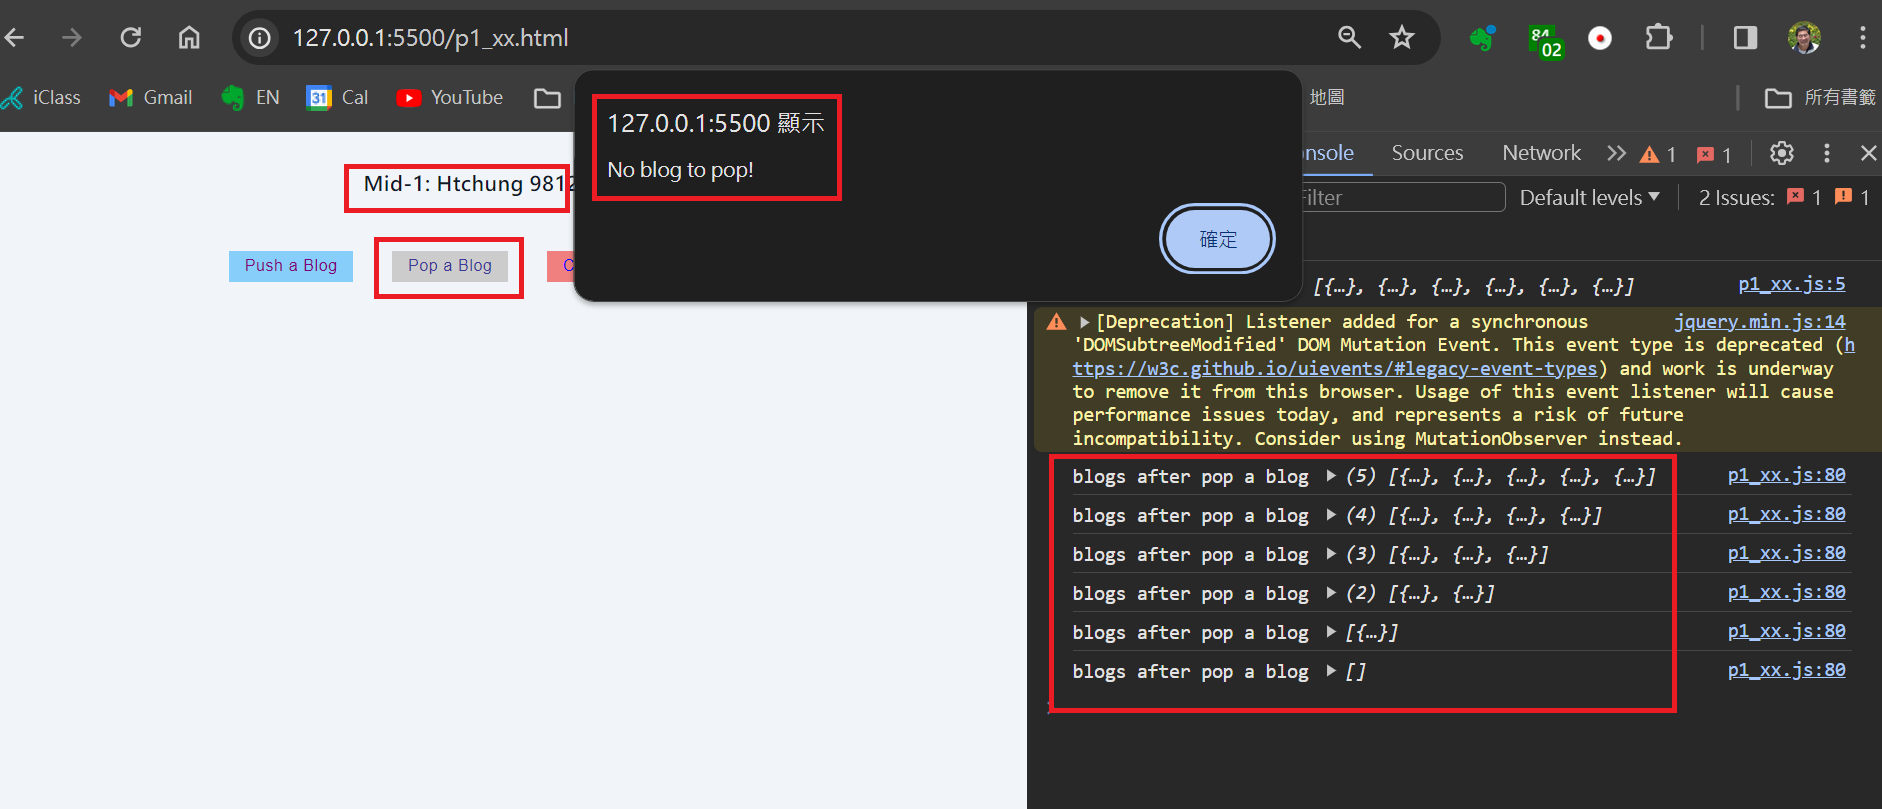 127.0.0.1:5500/p1_xx.html
84
02
iClass
Gmail
EN
31
Cal
YouTube
地圖
所有書籤
127.0.0.1:5500 顯示
No blog to pop!
確定
Mid-1: Htchung 9812
Push a Blog
Pop a Blog
C
nsole
Sources
Network
1
1
Filter
Default levels
2 Issues:
1
1
[{…}, {…}, {…}, {…}, {…}, {…}]
p1_xx.js:5
[Deprecation] Listener added for a synchronous
jquery.min.js:14
'DOMSubtreeModified' DOM Mutation Event. This event type is deprecated (h
ttps://w3c.github.io/uievents/#legacy-event-types) and work is underway
to remove it from this browser. Usage of this event listener will cause
performance issues today, and represents a risk of future
incompatibility. Consider using MutationObserver instead.
blogs after pop a blog (5) [{…}, {…}, {…}, {…}, {…}]
p1_xx.js:80
blogs after pop a blog (4) [{…}, {…}, {…}, {…}]
p1_xx.js:80
blogs after pop a blog (3) [{…}, {…}, {…}]
p1_xx.js:80
blogs after pop a blog (2) [{…}, {…}]
p1_xx.js:80
blogs after pop a blog [{…}]
p1_xx.js:80
blogs after pop a blog []
p1_xx.js:80